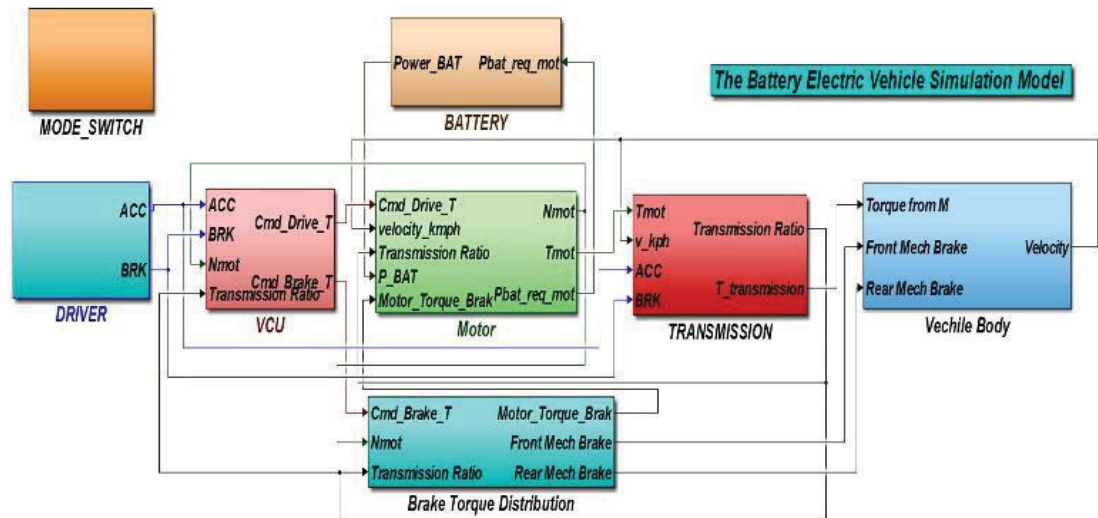 Power_BAT
Pbat_req_mot
The Battery Electric Vehicle Simulation Model
MODE_SWITCH
BATTERY
ACC
BRK
DRIVER
ACC
BRK
Nmot
Transmission Ratio
Cmd_Drive_T
Cmd_Brake_T
VCU
Cmd_Drive_T
velocity_kmph
Transmission Ratio
P_BAT
Motor_Torque_Brak
Nmot
Tmot
Pbat_req_mot
Motor
Tmot
v_kph
ACC
BRK
Transmission Ratio
T_transmission
TRANSMISSION
Torque from M
Front Mech Brake
Rear Mech Brake
Velocity
Vechile Body
Cmd_Brake_T
Nmot
Transmission Ratio
Motor_Torque_Brak
Front Mech Brake
Rear Mech Brake
Brake Torque Distribution